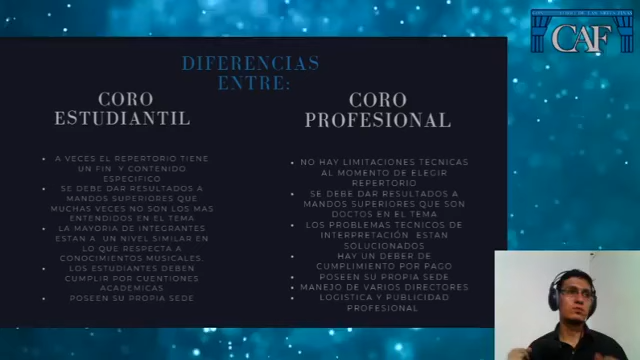 DIFERENCIAS
ENTRE:
CORO
ESTUDIANTIL
A VECES EL REPERTORIO TIENE
UN FIN Y CONTENIDO
ESPECIFICO
SE DEBE DAR RESULTADOS A
MANDOS SUPERIORES QUE
MUCHAS VECES NO SON LOS MAS
ENTENDIDOS EN EL TEMA
LA MAYORIA DE INTEGRANTES
ESTAN A UN NIVEL SIMILAR EN
LO QUE RESPECTA A
CONOCIMIENTOS MUSICALES.
LOS ESTUDIANTES DEBEN
CUMPLIR POR CUENTIONES
ACADEMICAS
POSEEN SU PROPIA SEDE
CORO
PROFESIONAL
NO HAY LIMITACIONES TECNICAS
AL MOMENTO DE ELEGIR
REPERTORIO
SE DEBE DAR RESULTADOS A
MANDOS SUPERIORES QUE SON
DOCTOS EN EL TEMA
LOS PROBLEMAS TECNICOS DE
INTERPRETACIÓN ESTAN
SOLUCIONADOS
HAY UN DEBER DE
CUMPLIMIENTO POR PAGO
POSEEN SU PROPIA SEDE
MANEJO DE VARIOS DIRECTORES
LOGISTICA Y PUBLICIDAD
PROFESIONAL
CAF